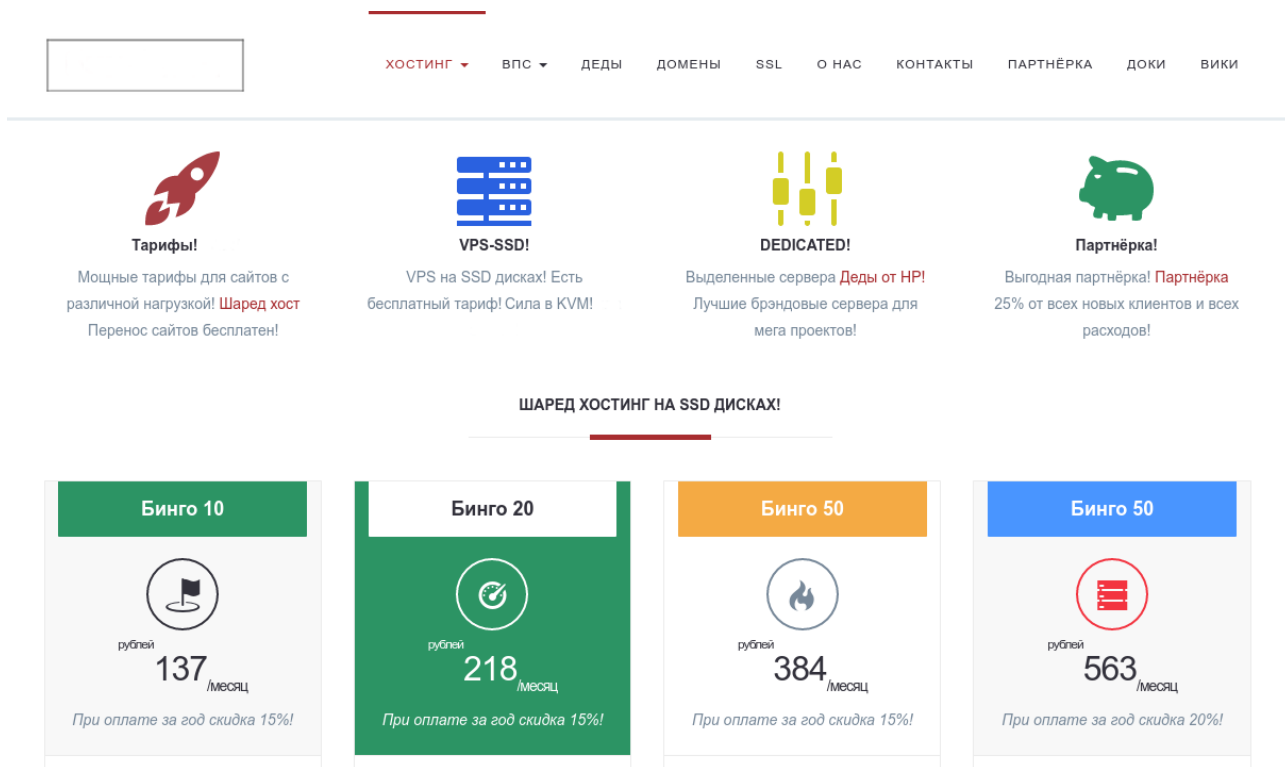 ХОСТИНГ ВПС ДЕДЫ ДОМЕНЫ SSL О НАС КОНТАКТЫ ПАРТНЁРКА ДОКИ ВИКИ
Тарифы!
Мощные тарифы для сайтов с
различной нагрузкой! Шаред хост
Перенос сайтов бесплатен!
VPS-SSD!
VPS на SSD дисках! Есть
бесплатный тариф! Сила в KVM!
DEDICATED!
Выделенные сервера Деды от HP!
Лучшие брэндовые сервера для
мега проектов!
Партнёрка!
Выгодная партнёрка! Партнёрка
25% от всех новых клиентов и всех
расходов!
ШАРЕД ХОСТИНГ НА SSD ДИСКАХ!
Бинго 10
рублей
137/месяц
При оплате за год скидка 15%!
Бинго 20
рублей
218/месяц
При оплате за год скидка 15%!
Бинго 50
рублей
384/месяц
При оплате за год скидка 15%!
Бинго 50
рублей
563/месяц
При оплате за год скидка 20%!